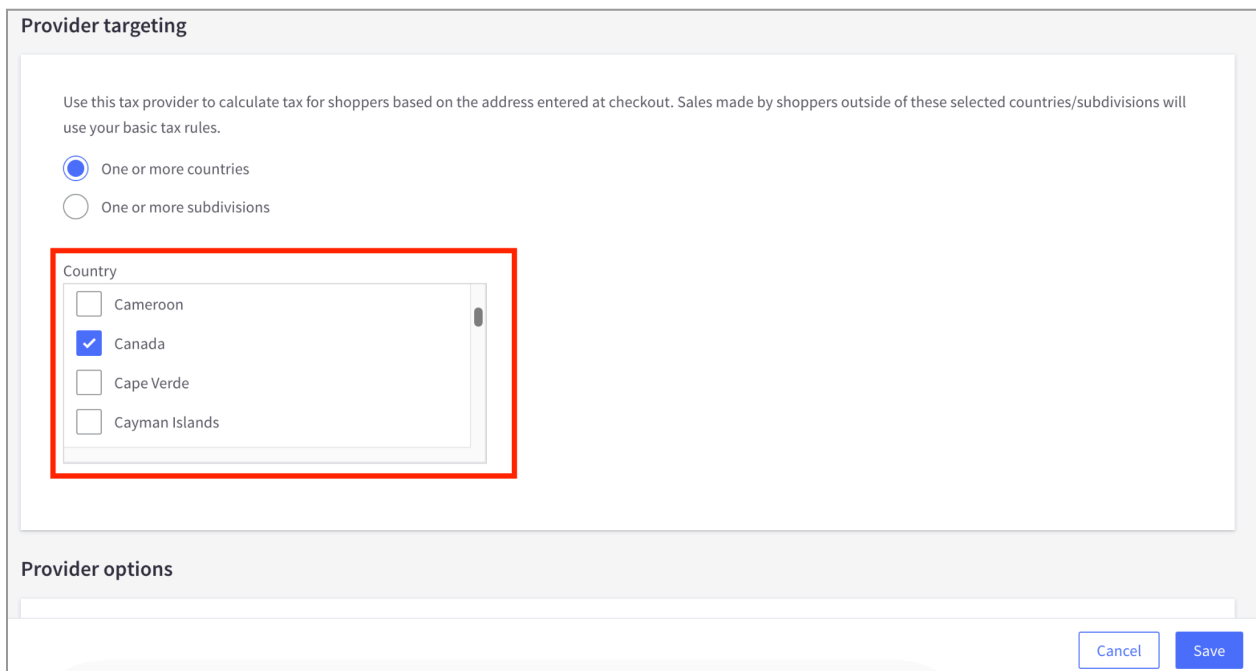 Provider targeting
Use this tax provider to calculate tax for shoppers based on the address entered at checkout. Sales made by shoppers outside of these selected countries/subdivisions will
use your basic tax rules.
One or more countries
One or more subdivisions
Country
Cameroon
Canada
Cape Verde
Cayman Islands
Provider options
Cancel Save